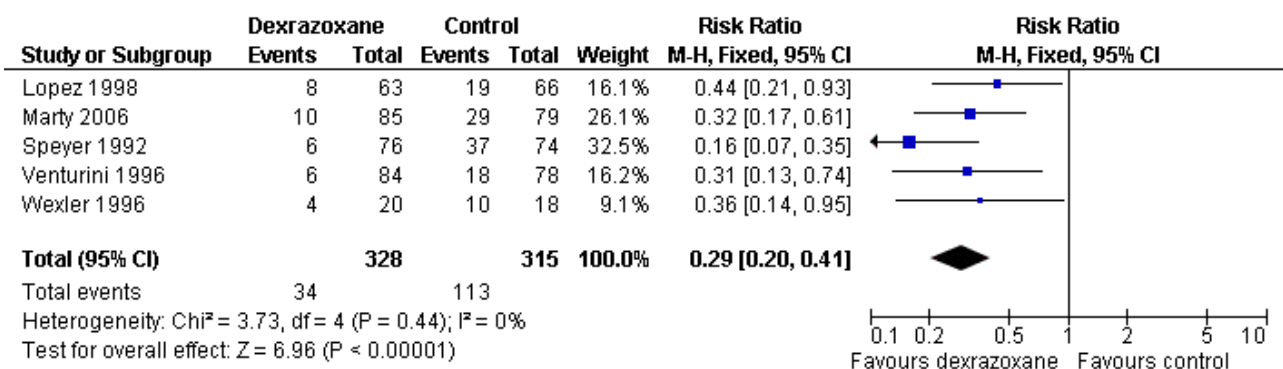 Dexrazoxane Control Risk Ratio Risk Ratio
Study or Subgroup Events Total Events Total Weight M-H, Fixed, 95% CI M-H, Fixed, 95% CI
Lopez 1998 8 63 19 66 16.1% 0.44 [0.21, 0.93]
Marty 2006 10 85 29 79 26.1% 0.32 [0.17, 0.61]
Speyer 1992 6 76 37 74 32.5% 0.16 [0.07, 0.35]
Venturini 1996 6 84 18 78 16.2% 0.31 [0.13, 0.74]
Wexler 1996 4 20 10 18 9.1% 0.36 [0.14, 0.95]
Total (95% CI) 328 315 100.0% 0.29 [0.20, 0.41]
Total events 34 113
Heterogeneity: Chi² = 3.73, df = 4 (P = 0.44); I² = 0%
Test for overall effect: Z = 6.96 (P < 0.00001)
0.1 0.2 0.5 1 2 5 10
Favours dexrazoxane Favours control